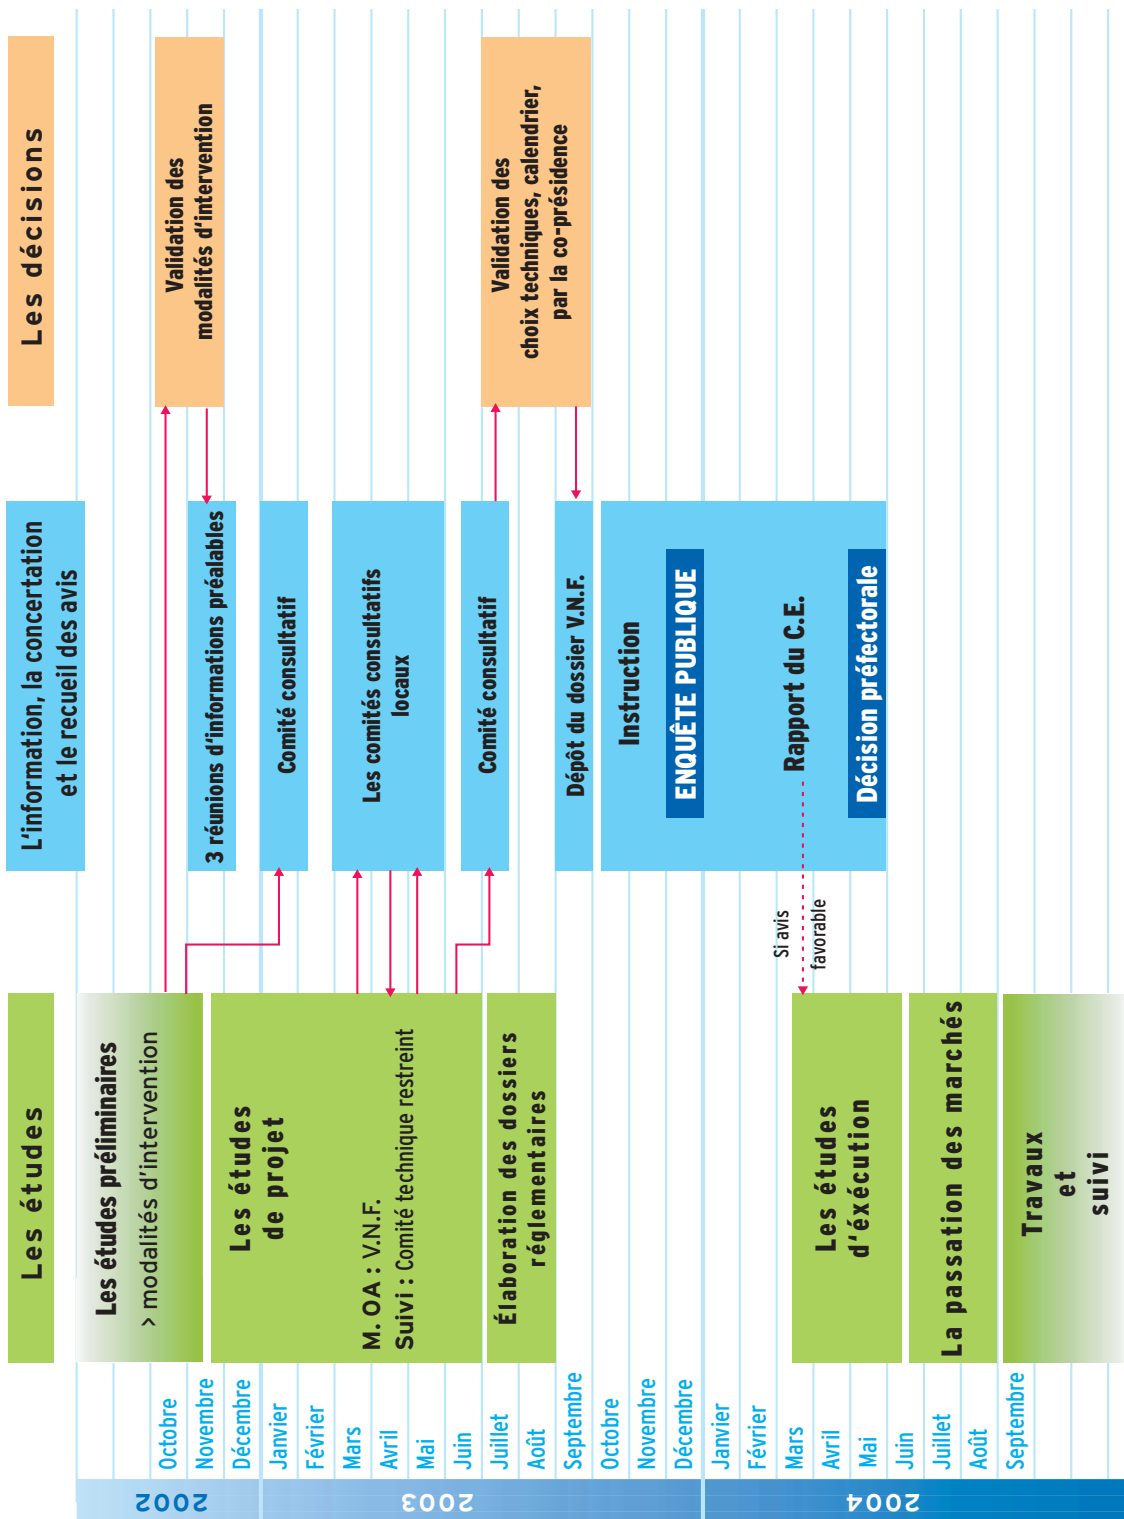 Les études
L'information, la concertation
et le recueil des avis
Les décisions
2002
Octobre
Novembre
Décembre
2003
Janvier
Février
Mars
Avril
Mai
Juin
Juillet
Août
Septembre
Octobre
Novembre
Décembre
2004
Janvier
Février
Mars
Avril
Mai
Juin
Juillet
Août
Septembre
Les études préliminaires
> modalités d'intervention
Les études
de projet
M. OA : V.N.F.
Suivi : Comité technique restreint
Élaboration des dossiers
réglementaires
Les études
d'éxécution
La passation des marchés
Travaux
et
suivi
3 réunions d'informations préalables
Comité consultatif
Les comités consultatifs
locaux
Comité consultatif
Dépôt du dossier V.N.F.
Instruction
ENQUÊTE PUBLIQUE
Rapport du C.E.
Décision préfectorale
Si avis
favorable
Validation des
modalités d'intervention
Validation des
choix techniques, calendrier,
par la co-présidence